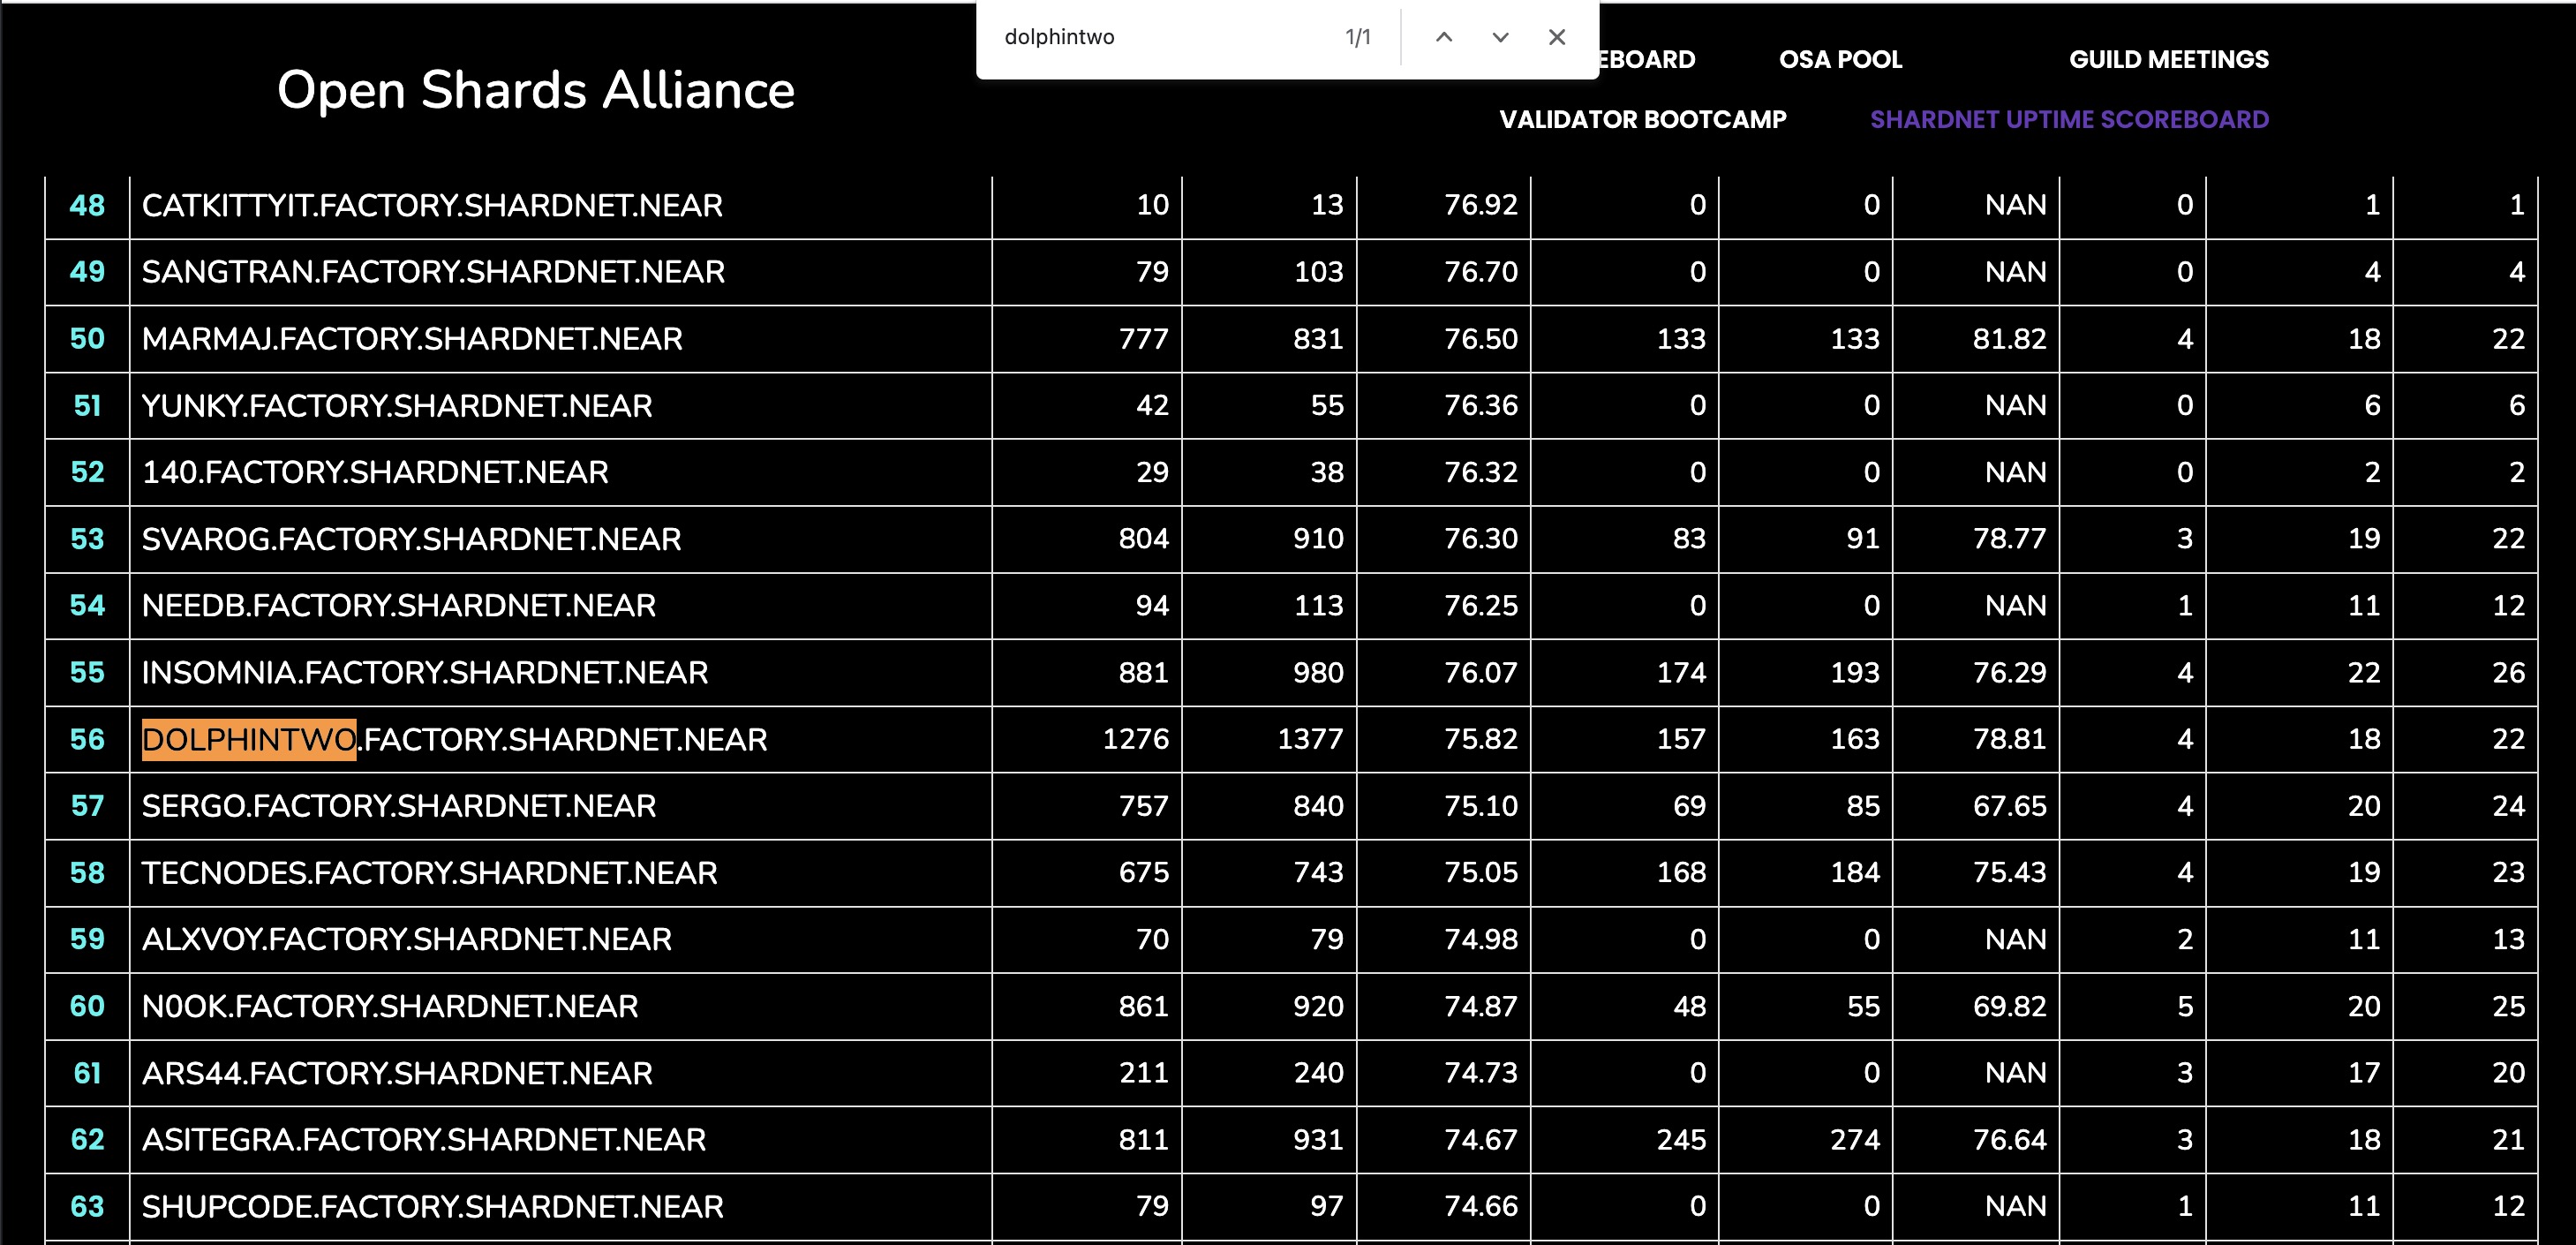 dolphintwo 1/1
EBOARD OSA POOL GUILD MEETINGS
Open Shards Alliance
VALIDATOR BOOTCAMP SHARDNET UPTIME SCOREBOARD
48 CATKITTYIT.FACTORY.SHARDNET.NEAR 10 13 76.92 0 0 NAN 0 1 1
49 SANGTRAN.FACTORY.SHARDNET.NEAR 79 103 76.70 0 0 NAN 0 4 4
50 MARMAJ.FACTORY.SHARDNET.NEAR 777 831 76.50 133 133 81.82 4 18 22
51 YUNKY.FACTORY.SHARDNET.NEAR 42 55 76.36 0 0 NAN 0 6 6
52 140.FACTORY.SHARDNET.NEAR 29 38 76.32 0 0 NAN 0 2 2
53 SVAROG.FACTORY.SHARDNET.NEAR 804 910 76.30 83 91 78.77 3 19 22
54 NEEDB.FACTORY.SHARDNET.NEAR 94 113 76.25 0 0 NAN 1 11 12
55 INSOMNIA.FACTORY.SHARDNET.NEAR 881 980 76.07 174 193 76.29 4 22 26
56 DOLPHINTWO.FACTORY.SHARDNET.NEAR 1276 1377 75.82 157 163 78.81 4 18 22
57 SERGO.FACTORY.SHARDNET.NEAR 757 840 75.10 69 85 67.65 4 20 24
58 TECNODES.FACTORY.SHARDNET.NEAR 675 743 75.05 168 184 75.43 4 19 23
59 ALXVOY.FACTORY.SHARDNET.NEAR 70 79 74.98 0 0 NAN 2 11 13
60 N0OK.FACTORY.SHARDNET.NEAR 861 920 74.87 48 55 69.82 5 20 25
61 ARS44.FACTORY.SHARDNET.NEAR 211 240 74.73 0 0 NAN 3 17 20
62 ASITEGRA.FACTORY.SHARDNET.NEAR 811 931 74.67 245 274 76.64 3 18 21
63 SHUPCODE.FACTORY.SHARDNET.NEAR 79 97 74.66 0 0 NAN 1 11 12